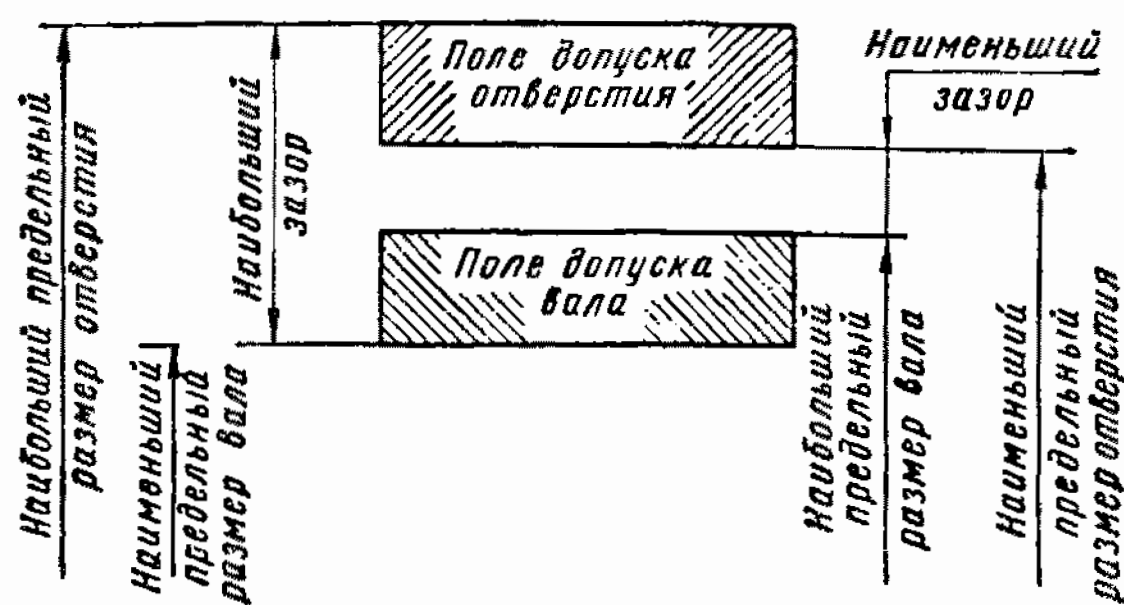 Поле допуска
отверстия
Наименьший
зазор
Наибольший
зазор
Поле допуска
вала
Наибольший предельный
размер отверстия
Наименьший
предельный
размер вала
Наибольший
предельный
размер вала
Наименьший
предельный
размер отверстия